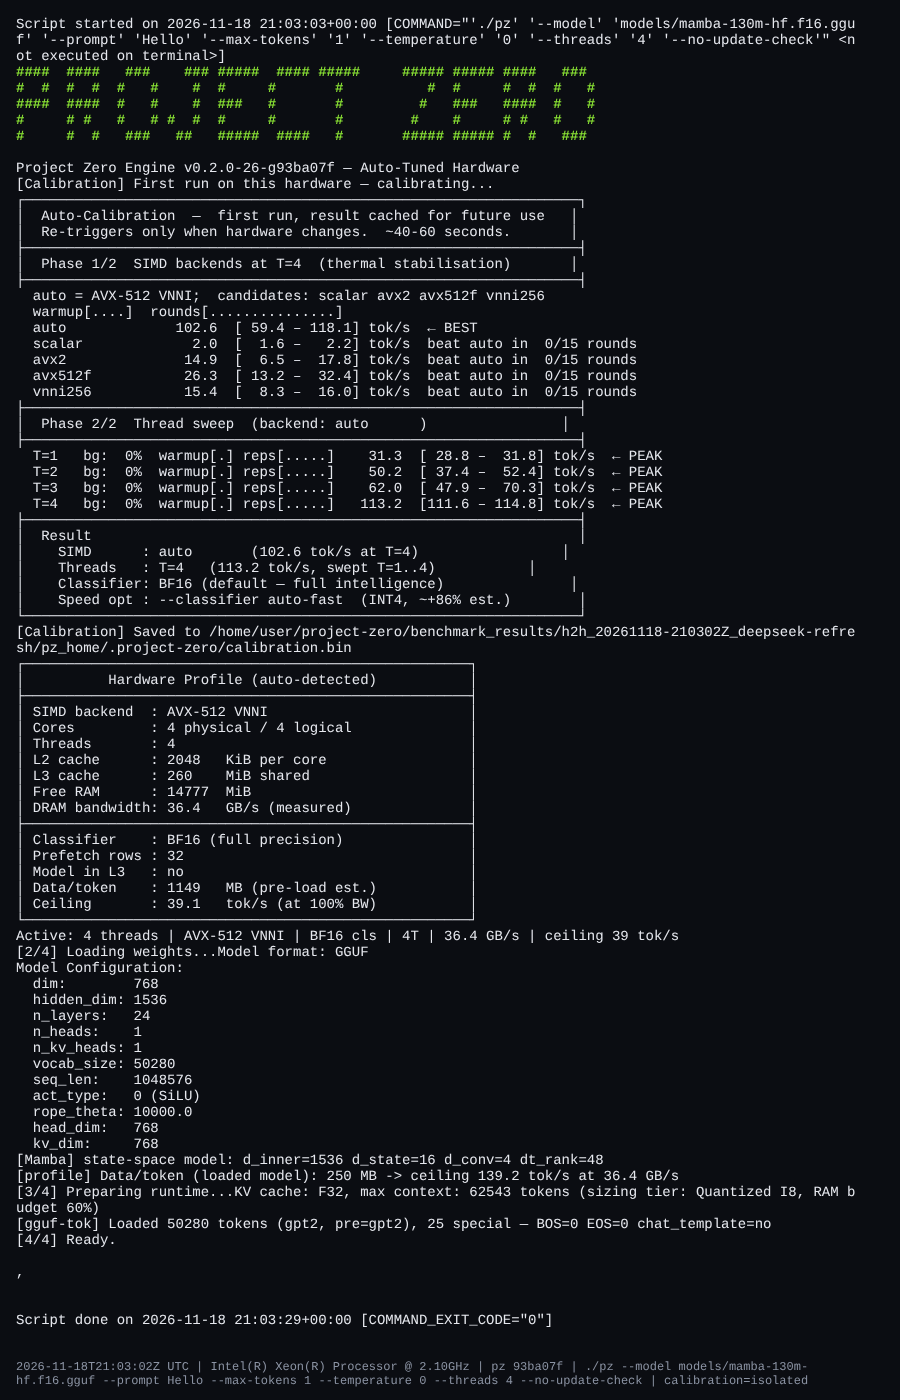 Script started on 2026-11-18 21:03:03+00:00 [COMMAND="'./pz' '--model' 'models/mamba-130m-hf.f16.ggu
f' '--prompt' 'Hello' '--max-tokens' '1' '--temperature' '0' '--threads' '4' '--no-update-check'" <n
ot executed on terminal>]
PROJECT ZERO
Project Zero Engine v0.2.0-26-g93ba07f — Auto-Tuned Hardware
[Calibration] First run on this hardware — calibrating...
Auto-Calibration — first run, result cached for future use
Re-triggers only when hardware changes. ~40-60 seconds.
Phase 1/2 SIMD backends at T=4 (thermal stabilisation)
auto = AVX-512 VNNI; candidates: scalar avx2 avx512f vnni256
warmup[....] rounds[...............]
auto 102.6 [ 59.4 – 118.1] tok/s ← BEST
scalar 2.0 [ 1.6 – 2.2] tok/s beat auto in 0/15 rounds
avx2 14.9 [ 6.5 – 17.8] tok/s beat auto in 0/15 rounds
avx512f 26.3 [ 13.2 – 32.4] tok/s beat auto in 0/15 rounds
vnni256 15.4 [ 8.3 – 16.0] tok/s beat auto in 0/15 rounds
Phase 2/2 Thread sweep (backend: auto )
T=1 bg: 0% warmup[.] reps[.....] 31.3 [ 28.8 – 31.8] tok/s ← PEAK
T=2 bg: 0% warmup[.] reps[.....] 50.2 [ 37.4 – 52.4] tok/s ← PEAK
T=3 bg: 0% warmup[.] reps[.....] 62.0 [ 47.9 – 70.3] tok/s ← PEAK
T=4 bg: 0% warmup[.] reps[.....] 113.2 [111.6 – 114.8] tok/s ← PEAK
Result
SIMD : auto (102.6 tok/s at T=4)
Threads : T=4 (113.2 tok/s, swept T=1..4)
Classifier: BF16 (default — full intelligence)
Speed opt : --classifier auto-fast (INT4, ~+86% est.)
[Calibration] Saved to /home/user/project-zero/benchmark_results/h2h_20261118-210302Z_deepseek-refre
sh/pz_home/.project-zero/calibration.bin
Hardware Profile (auto-detected)
SIMD backend : AVX-512 VNNI
Cores : 4 physical / 4 logical
Threads : 4
L2 cache : 2048 KiB per core
L3 cache : 260 MiB shared
Free RAM : 14777 MiB
DRAM bandwidth: 36.4 GB/s (measured)
Classifier : BF16 (full precision)
Prefetch rows : 32
Model in L3 : no
Data/token : 1149 MB (pre-load est.)
Ceiling : 39.1 tok/s (at 100% BW)
Active: 4 threads | AVX-512 VNNI | BF16 cls | 4T | 36.4 GB/s | ceiling 39 tok/s
[2/4] Loading weights...Model format: GGUF
Model Configuration:
dim: 768
hidden_dim: 1536
n_layers: 24
n_heads: 1
n_kv_heads: 1
vocab_size: 50280
seq_len: 1048576
act_type: 0 (SiLU)
rope_theta: 10000.0
head_dim: 768
kv_dim: 768
[Mamba] state-space model: d_inner=1536 d_state=16 d_conv=4 dt_rank=48
[profile] Data/token (loaded model): 250 MB -> ceiling 139.2 tok/s at 36.4 GB/s
[3/4] Preparing runtime...KV cache: F32, max context: 62543 tokens (sizing tier: Quantized I8, RAM b
udget 60%)
[gguf-tok] Loaded 50280 tokens (gpt2, pre=gpt2), 25 special — BOS=0 EOS=0 chat_template=no
[4/4] Ready.
,
Script done on 2026-11-18 21:03:29+00:00 [COMMAND_EXIT_CODE="0"]
2026-11-18T21:03:02Z UTC | Intel(R) Xeon(R) Processor @ 2.10GHz | pz 93ba07f | ./pz --model models/mamba-130m-
hf.f16.gguf --prompt Hello --max-tokens 1 --temperature 0 --threads 4 --no-update-check | calibration=isolated